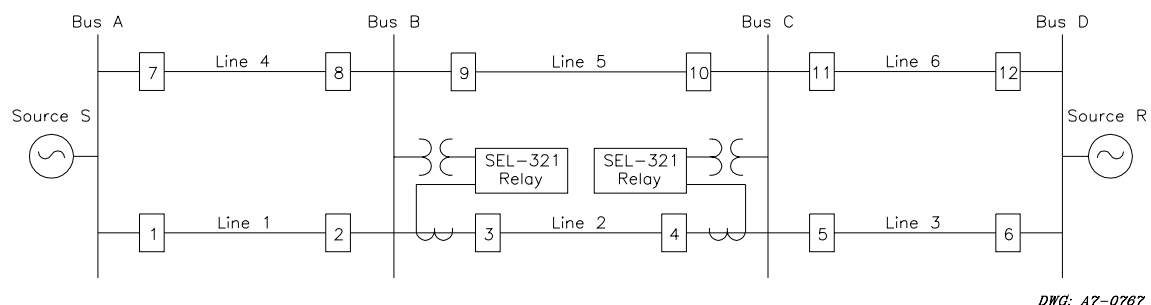 Bus A Bus B Bus C Bus D
7 Line 4 8 9 Line 5 10 11 Line 6 12
Source S Source R
SEL-321 SEL-321
Relay Relay
1 Line 1 2 3 Line 2 4 5 Line 3 6
DWG: A7-0767